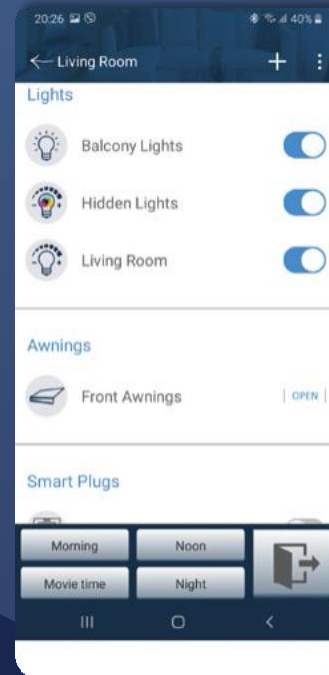 20:26 40%
Living Room
Lights
Balcony Lights
Hidden Lights
Living Room
Awnings
Front Awnings | OPEN |
Smart Plugs
Morning Noon
Movie time Night